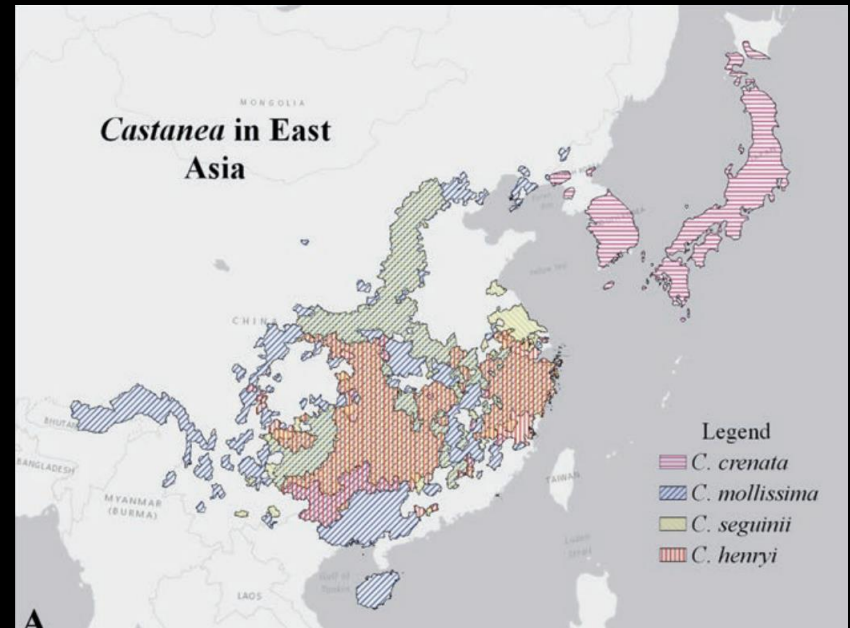 MONGOLIA
Castanea in East
Asia
CHINA
BHUTAN
BANGLADESH
MYANMAR
(BURMA)
LAOS
TAIWAN
Legend
C. crenata
C. mollissima
C. seguinii
C. henryi
A